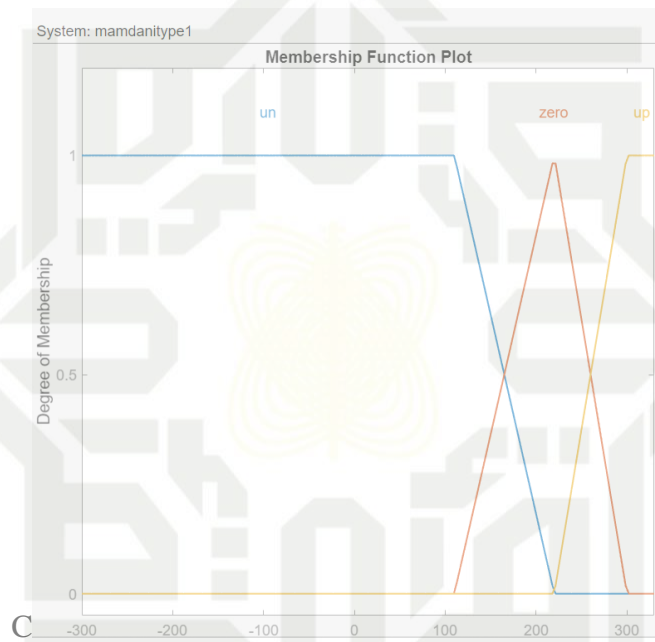 System: mamdanitype1
Membership Function Plot
un zero up
1
Degree of Membership
0.5
0
C -300 -200 -100 0 100 200 300